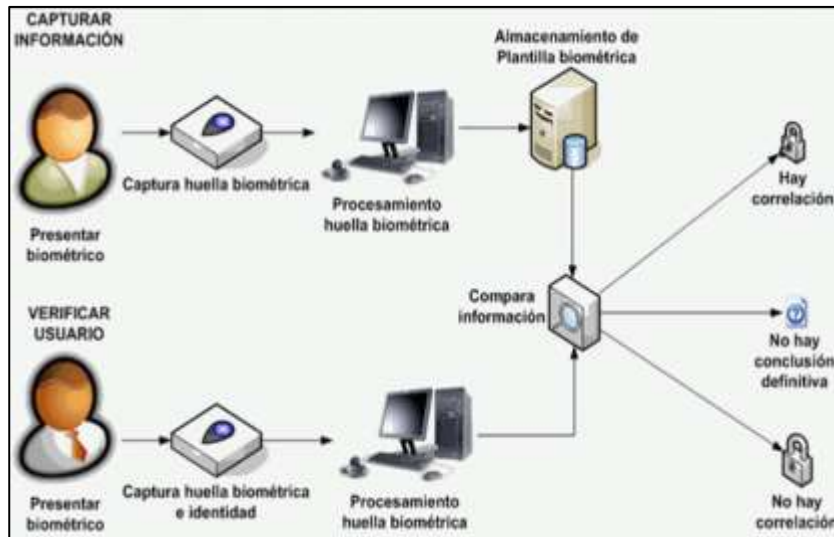 CAPTURAR
INFORMACIÓN
Almacenamiento de
Plantilla biométrica
Captura huella biométrica
Procesamiento
huella biométrica
Presentar
biométrico
Hay
correlación
VERIFICAR
USUARIO
Compara
información
No hay
conclusión
definitiva
Presentar
biométrico
Captura huella biométrica
e identidad
Procesamiento
huella biométrica
No hay
correlación